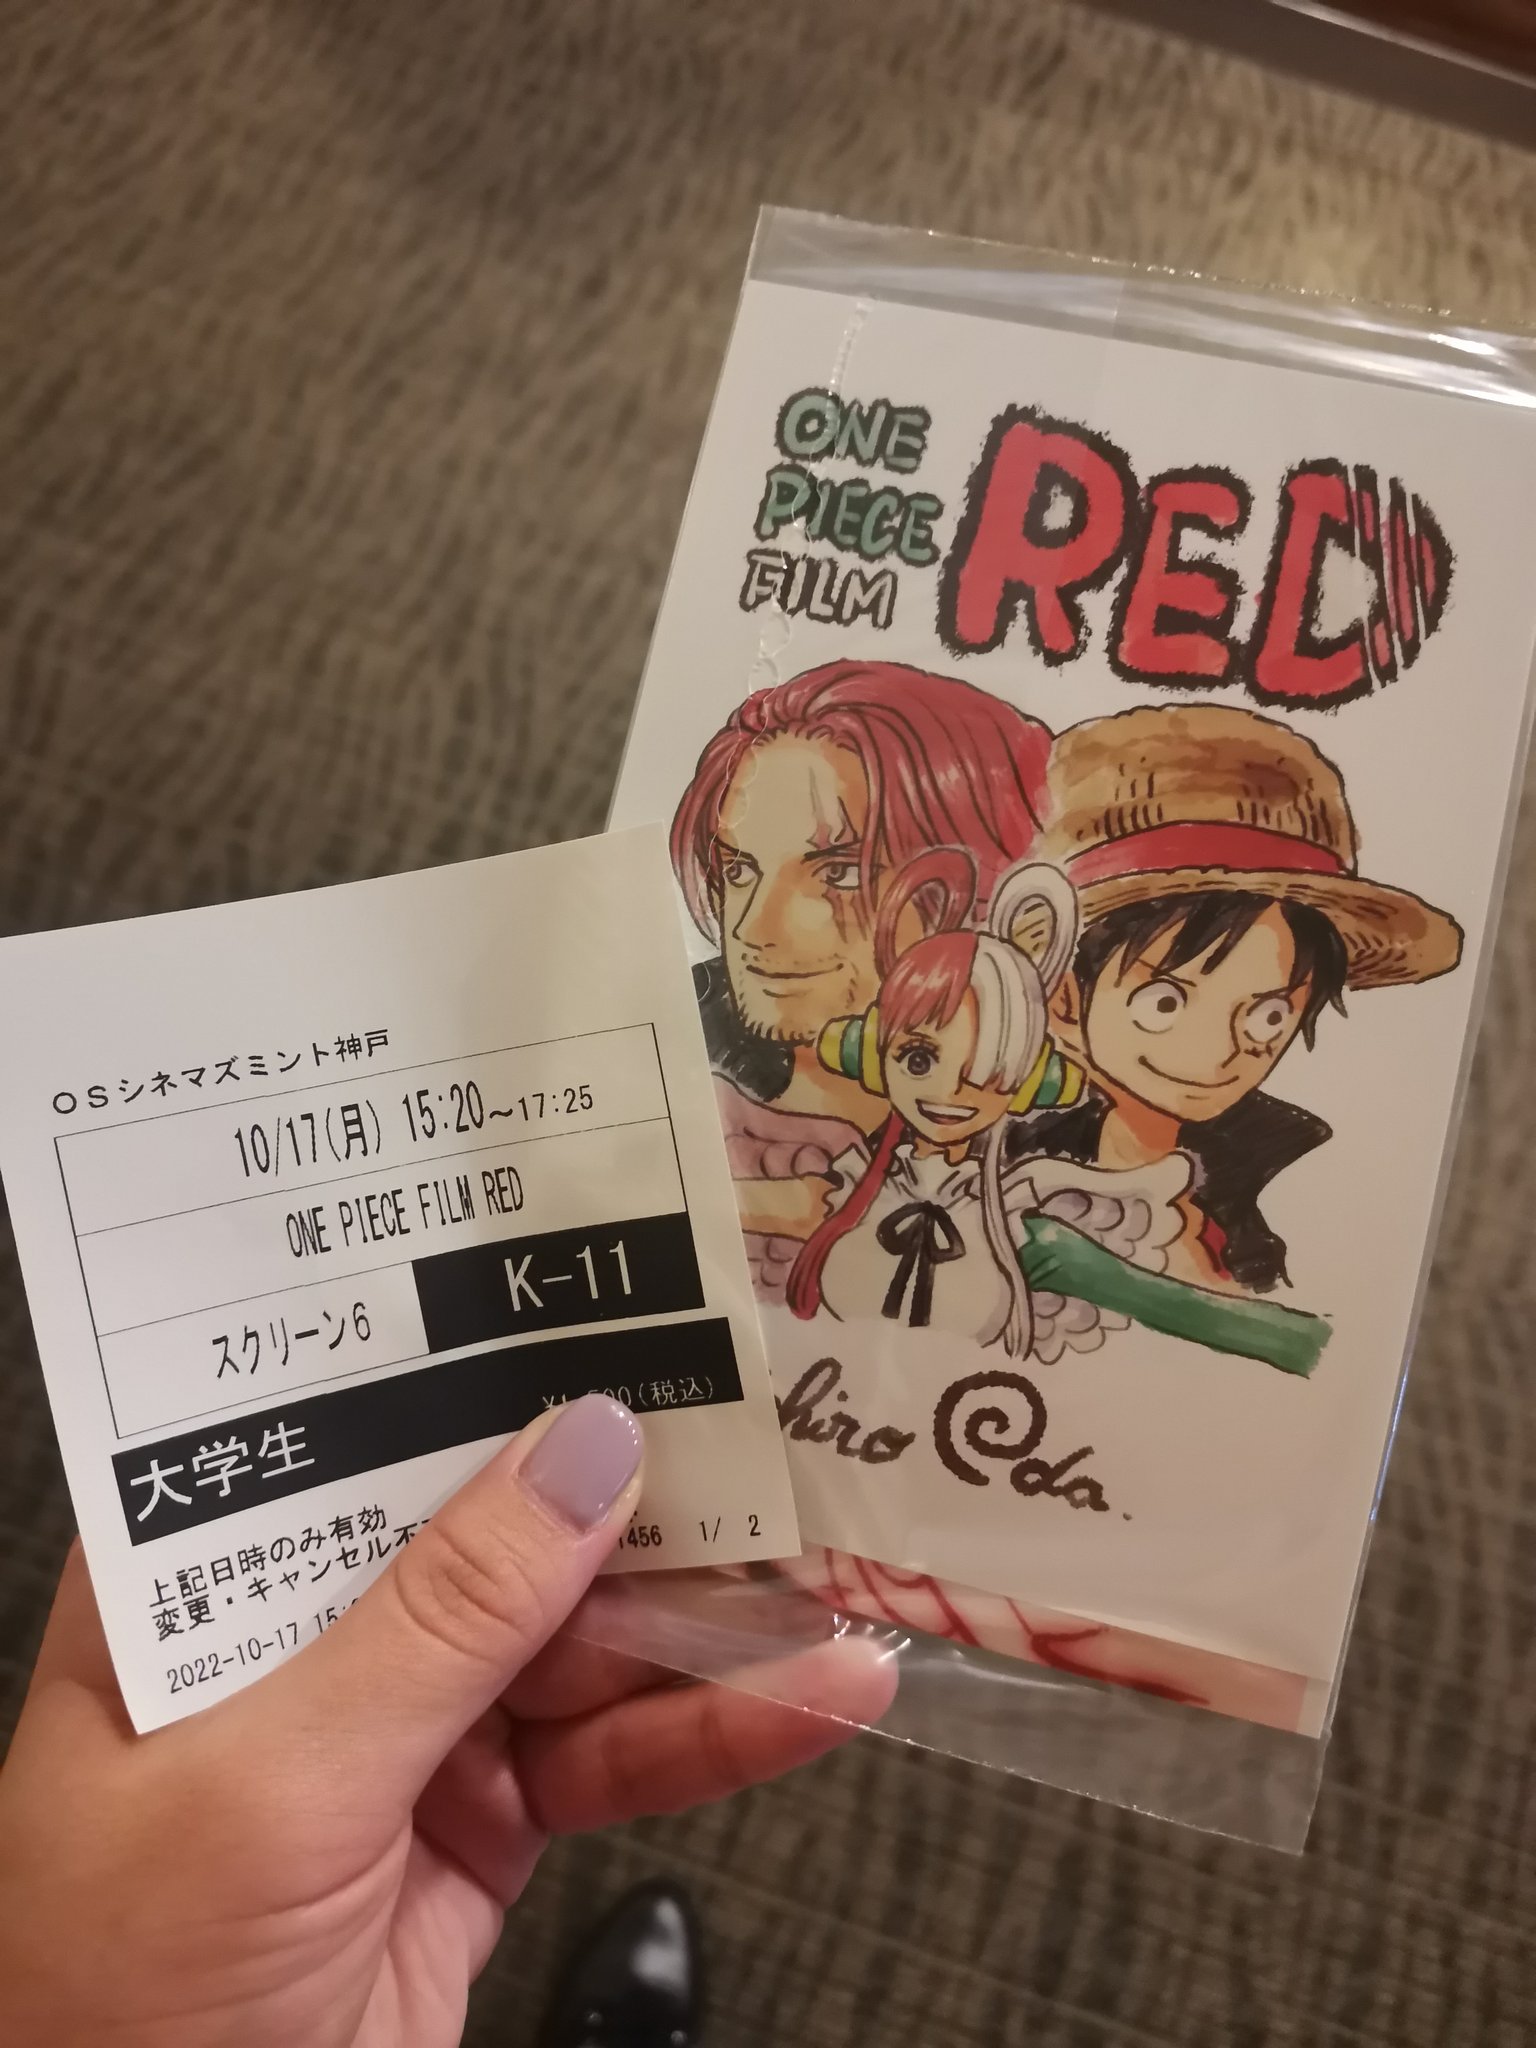 OSシネマズミント神戸
10/17(月) 15:20~17:25
ONE PIECE FILM RED
スクリーン6
K-11
(税込)
大学生
上記日時のみ有効
変更・キャンセル
1456 1/ 2
2022-10-17
ONE
PIECE
FILM
RED
Oda.